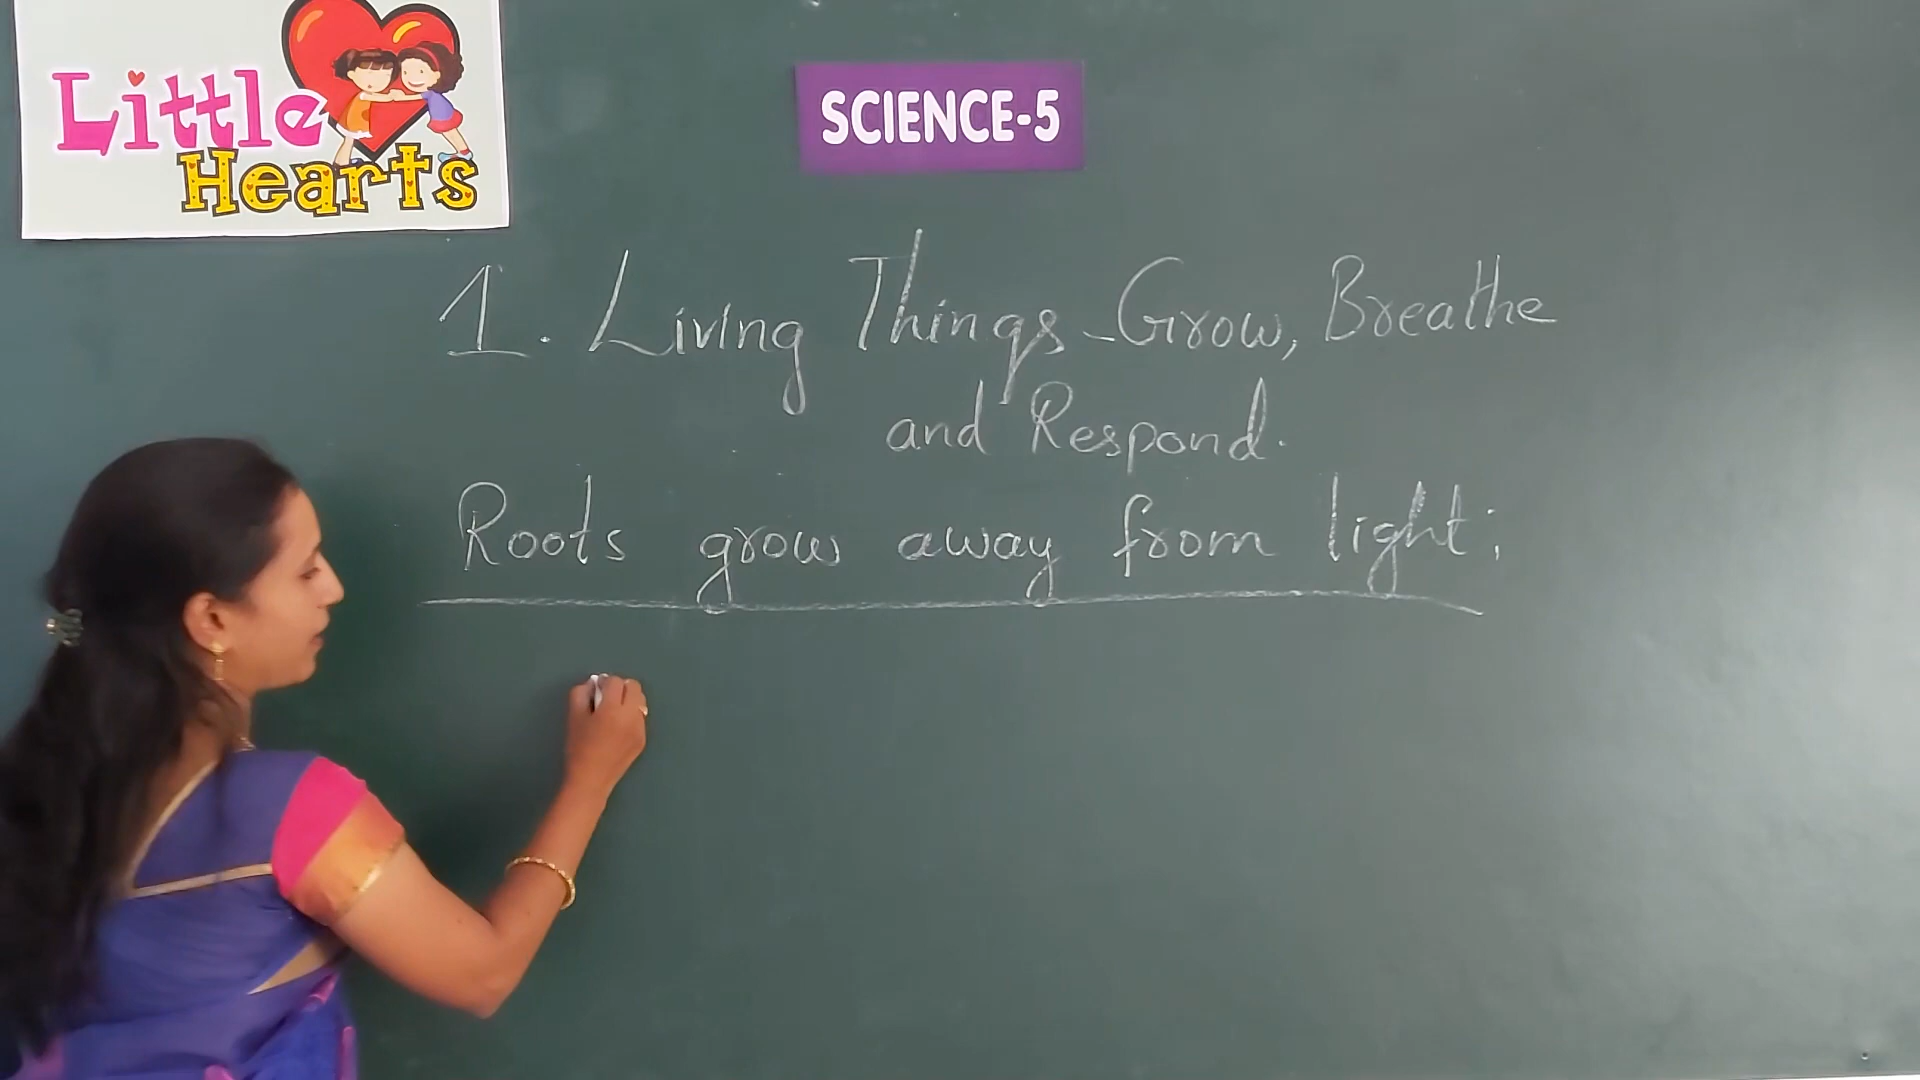 Little
Hearts
SCIENCE-5
1. Living Things - Grow, Breathe
and Respond.
Roots grow away from light;